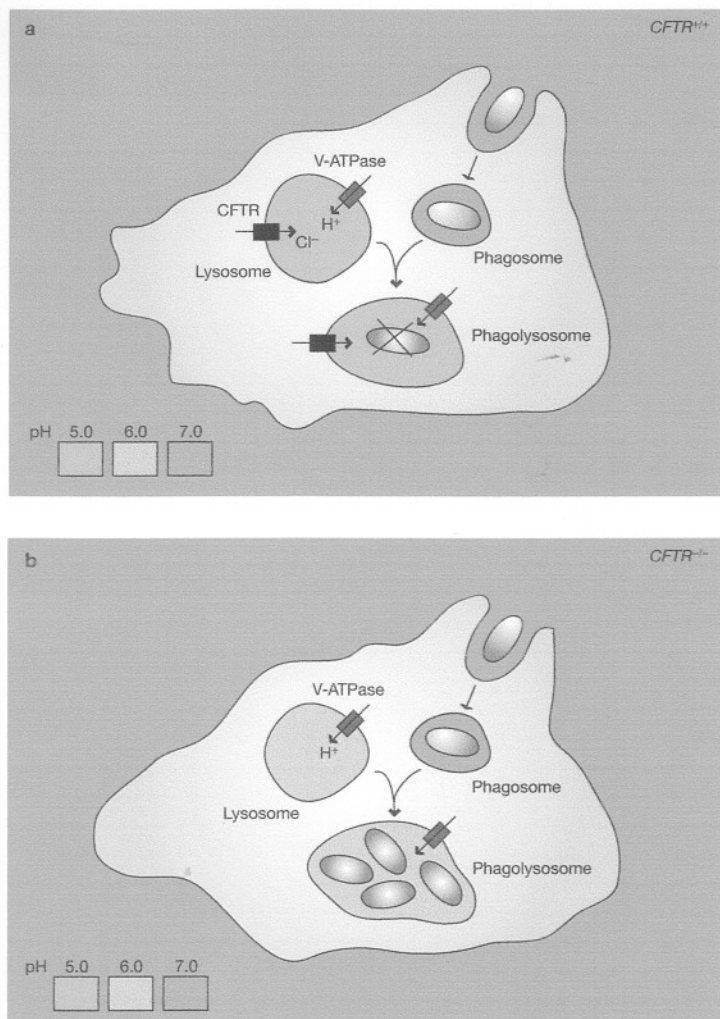 a
CFTR+/+
V-ATPase
CFTR
H⁺
Cl⁻
Lysosome
Phagosome
Phagolysosome
pH 5.0 6.0 7.0
b
CFTR−/−
V-ATPase
H⁺
Lysosome
Phagosome
Phagolysosome
pH 5.0 6.0 7.0